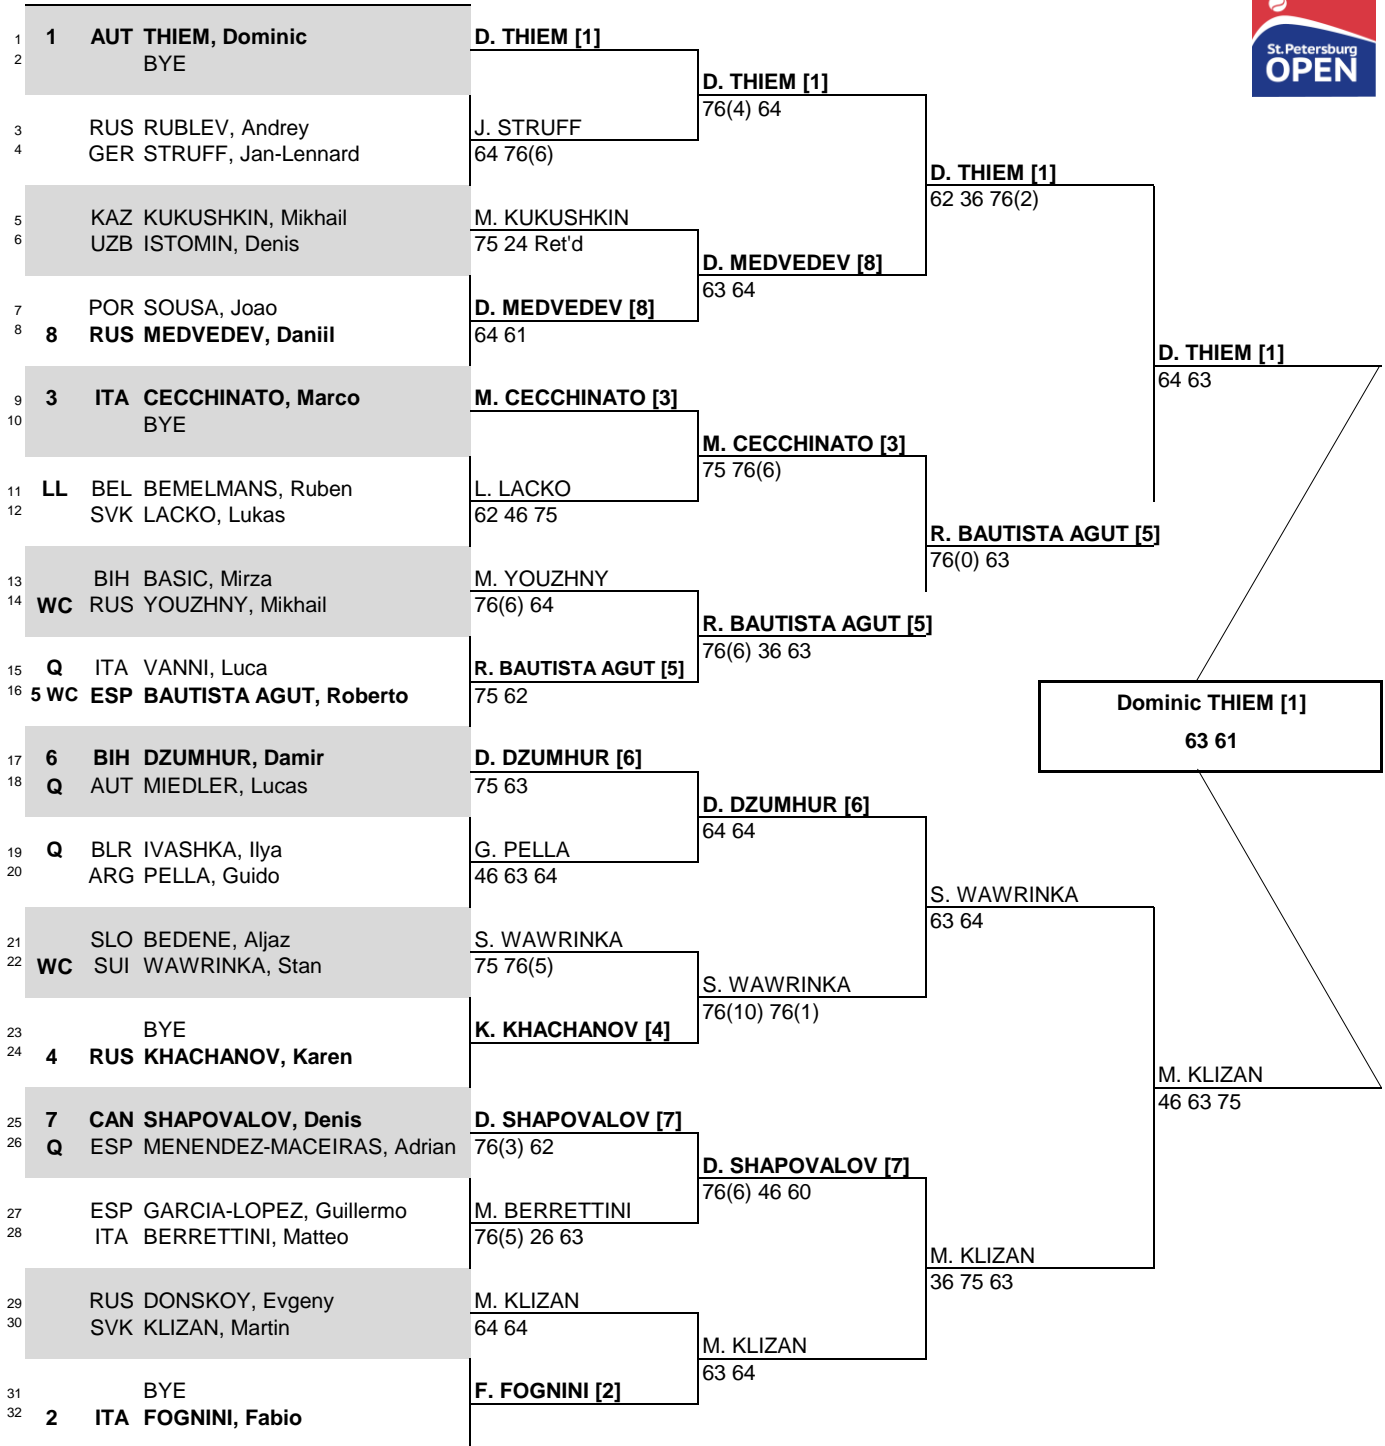 St.Petersburg
OPEN
1 1 AUT THIEM, Dominic
2 BYE
3 RUS RUBLEV, Andrey
4 GER STRUFF, Jan-Lennard
5 KAZ KUKUSHKIN, Mikhail
6 UZB ISTOMIN, Denis
7 POR SOUSA, Joao
8 8 RUS MEDVEDEV, Daniil
9 3 ITA CECCHINATO, Marco
10 BYE
11 LL BEL BEMELMANS, Ruben
12 SVK LACKO, Lukas
13 BIH BASIC, Mirza
14 WC RUS YOUZHNY, Mikhail
15 Q ITA VANNI, Luca
16 5 WC ESP BAUTISTA AGUT, Roberto
17 6 BIH DZUMHUR, Damir
18 Q AUT MIEDLER, Lucas
19 Q BLR IVASHKA, Ilya
20 ARG PELLA, Guido
21 SLO BEDENE, Aljaz
22 WC SUI WAWRINKA, Stan
23 BYE
24 4 RUS KHACHANOV, Karen
25 7 CAN SHAPOVALOV, Denis
26 Q ESP MENENDEZ-MACEIRAS, Adrian
27 ESP GARCIA-LOPEZ, Guillermo
28 ITA BERRETTINI, Matteo
29 RUS DONSKOY, Evgeny
30 SVK KLIZAN, Martin
31 BYE
32 2 ITA FOGNINI, Fabio
D. THIEM [1]
J. STRUFF
64 76(6)
M. KUKUSHKIN
75 24 Ret'd
D. MEDVEDEV [8]
64 61
M. CECCHINATO [3]
L. LACKO
62 46 75
M. YOUZHNY
76(6) 64
R. BAUTISTA AGUT [5]
75 62
D. DZUMHUR [6]
75 63
G. PELLA
46 63 64
S. WAWRINKA
75 76(5)
K. KHACHANOV [4]
D. SHAPOVALOV [7]
76(3) 62
M. BERRETTINI
76(5) 26 63
M. KLIZAN
64 64
F. FOGNINI [2]
D. THIEM [1]
76(4) 64
D. MEDVEDEV [8]
63 64
M. CECCHINATO [3]
75 76(6)
R. BAUTISTA AGUT [5]
76(6) 36 63
D. DZUMHUR [6]
64 64
S. WAWRINKA
76(10) 76(1)
D. SHAPOVALOV [7]
76(6) 46 60
M. KLIZAN
63 64
D. THIEM [1]
62 36 76(2)
R. BAUTISTA AGUT [5]
76(0) 63
S. WAWRINKA
63 64
M. KLIZAN
36 75 63
D. THIEM [1]
64 63
M. KLIZAN
46 63 75
Dominic THIEM [1]
63 61